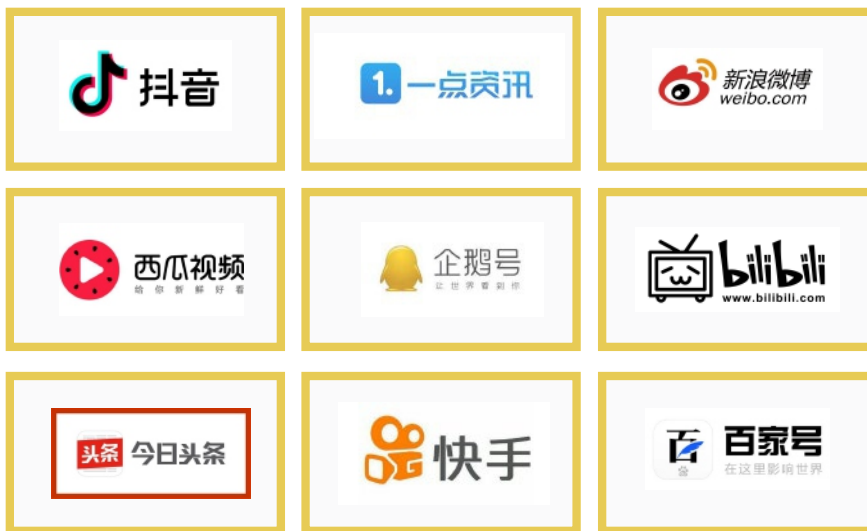 抖音
1. 一点资讯
新浪微博
weibo.com
西瓜视频
给你新鲜好看
企鹅号
让世界看到你
bilibili
www.bilibili.com
头条 今日头条
快手
百 百家号
在这里影响世界